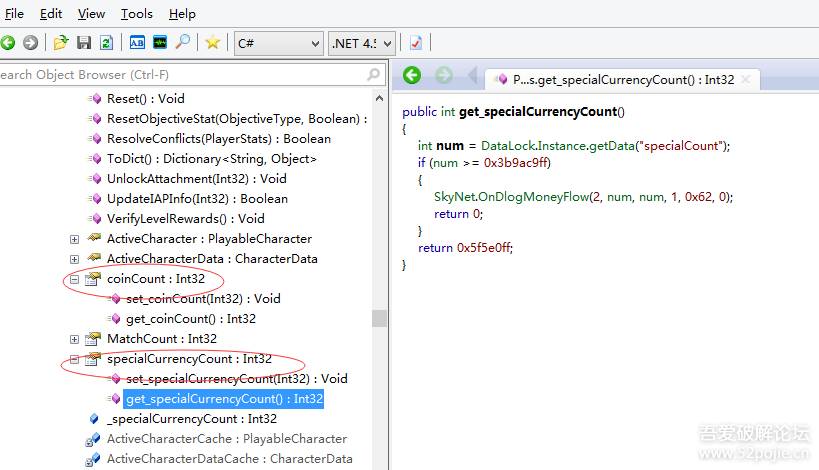 File Edit View Tools Help
C# .NET 4.5
earch Object Browser (Ctrl-F)
Reset() : Void
ResetObjectiveStat(ObjectiveType, Boolean) :
ResolveConflicts(PlayerStats) : Boolean
ToDict() : Dictionary<String, Object>
UnlockAttachment(Int32) : Void
UpdateIAPInfo(Int32) : Boolean
VerifyLevelRewards() : Void
ActiveCharacter : PlayableCharacter
ActiveCharacterData : CharacterData
coinCount : Int32
set_coinCount(Int32) : Void
get_coinCount() : Int32
MatchCount : Int32
specialCurrencyCount : Int32
set_specialCurrencyCount(Int32) : Void
get_specialCurrencyCount() : Int32
_specialCurrencyCount : Int32
ActiveCharacterCache : PlayableCharacter
ActiveCharacterDataCache : CharacterData
P...s.get_specialCurrencyCount() : Int32
public int get_specialCurrencyCount()
{
int num = DataLock.Instance.getData("specialCount");
if (num >= 0x3b9ac9ff)
{
SkyNet.OnDlogMoneyFlow(2, num, num, 1, 0x62, 0);
return 0;
}
return 0x5f5e0ff;
}
吾爱破解论坛
www.52pojie.cn